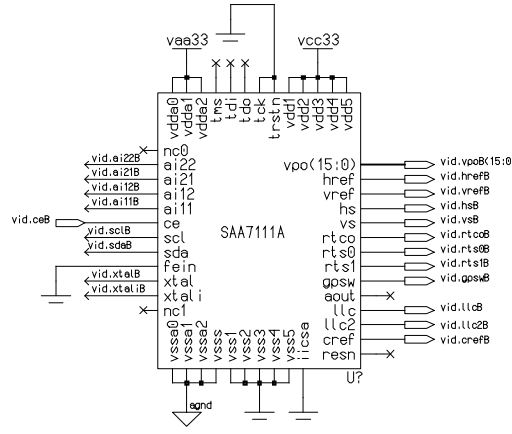 vaa33
vcc33
vdda0
vdda1
vdda2
tms
tdi
tdo
tck
trstn
vdd1
vdd2
vdd3
vdd4
vdd5
nc0
vid.ai22B
ai22
vid.ai21B
ai21
vid.ai12B
ai12
vid.ai11B
ai11
vid.ceB
ce
vid.sclB
scl
vid.sdaB
sda
fein
vid.xtalB
xtal
vid.xtaliB
xtali
nc1
SAA7111A
vpo(15:0)
vid.vpoB(15:0
href
vid.hrefB
vref
vid.vrefB
hs
vid.hsB
vs
vid.vsB
rtco
vid.rtcoB
rts0
vid.rts0B
rts1
vid.rts1B
gpsw
vid.gpswB
aout
llc
vid.llcB
llc2
vid.llc2B
cref
vid.crefB
resn
vssa0
vssa1
vssa2
vsss
vss1
vss2
vss3
vss4
vss5
iicsa
U?
agnd